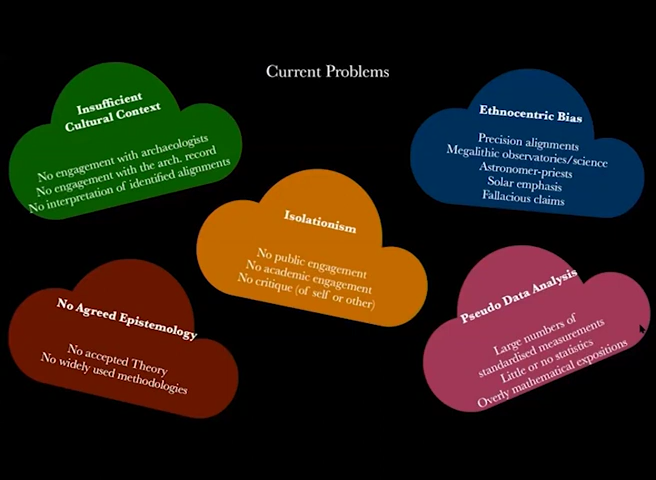 Current Problems
Insufficient
Cultural Context
No engagement with archaeologists
No engagement with the arch. record
No interpretation of identified alignments
Ethnocentric Bias
Precision alignments
Megalithic observatories/science
Astronomer-priests
Solar emphasis
Fallacious claims
Isolationism
No public engagement
No academic engagement
No critique (of self or other)
No Agreed Epistemology
No accepted Theory
No widely used methodologies
Pseudo Data Analysis
Large numbers of
standardised measurements
Little or no statistics
Overly mathematical expositions